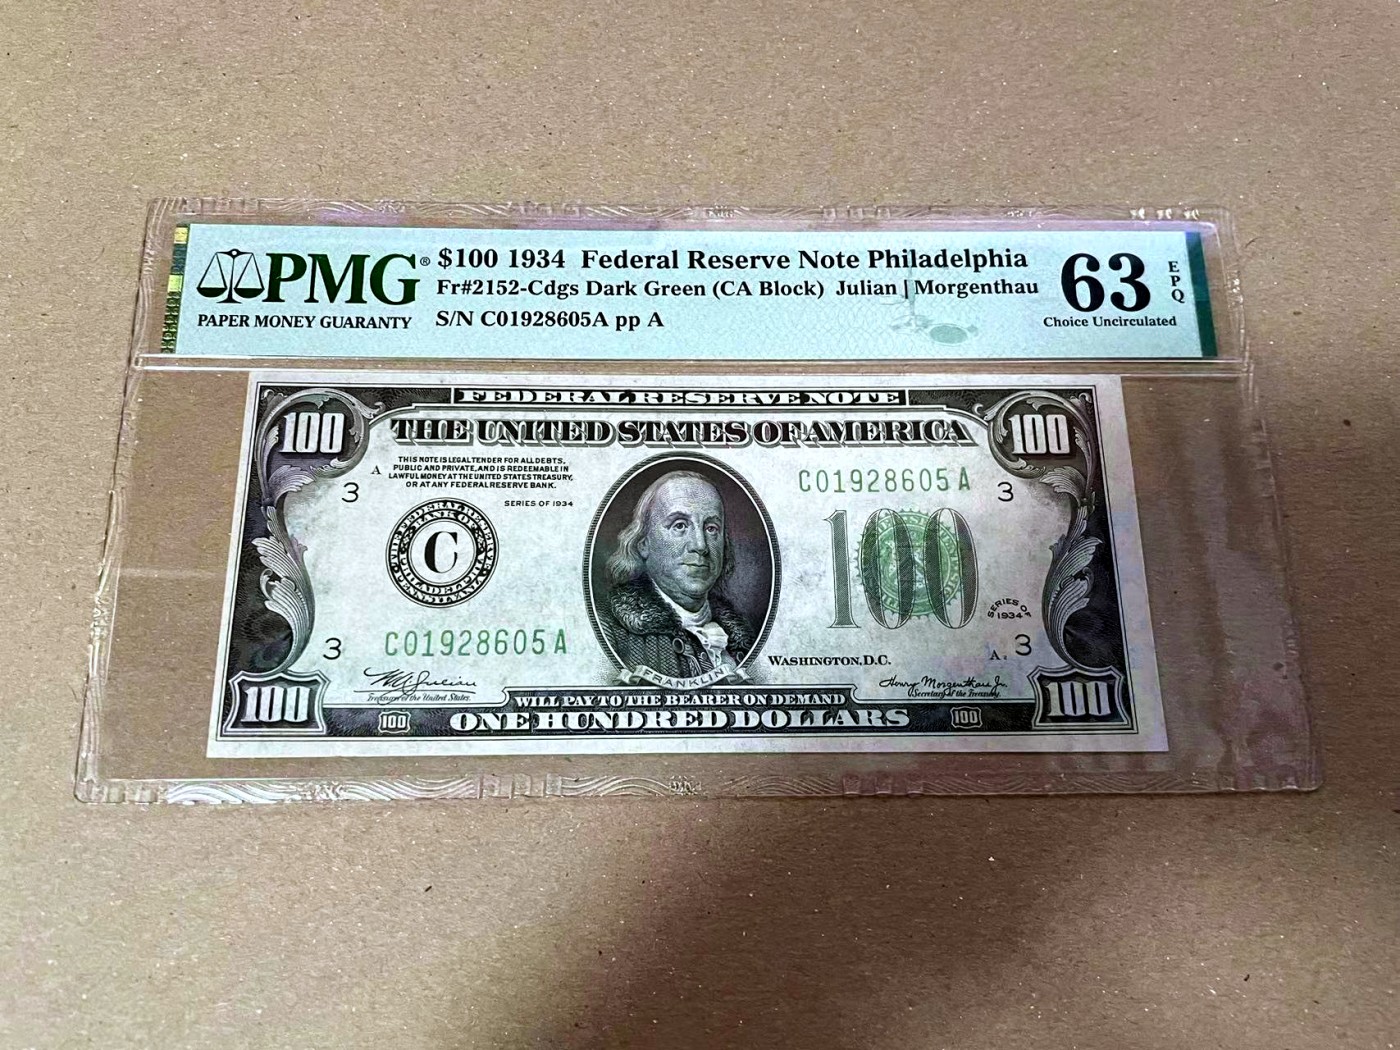 PMG®
PAPER MONEY GUARANTY
$100 1934 Federal Reserve Note Philadelphia
Fr#2152-Cdgs Dark Green (CA Block) Julian | Morgenthau
S/N C01928605A pp A
63
EPQ
Choice Uncirculated
FEDERAL RESERVE NOTE
100
100
THE UNITED STATES OF AMERICA
A
THIS NOTE IS LEGAL TENDER FOR ALL DEBTS,
PUBLIC AND PRIVATE, AND IS REDEEMABLE IN
LAWFUL MONEY AT THE UNITED STATES TREASURY,
OR AT ANY FEDERAL RESERVE BANK.
C01928605A
3
3
SERIES OF 1934
C
100
SERIES OF
1934
C01928605A
3
WASHINGTON, D.C.
A
3
Treasurer of the United States.
FRANKLIN
Henry Morgenthau Jr.
Secretary of the Treasury.
100
WILL PAY TO THE BEARER ON DEMAND
100
100
ONE HUNDRED DOLLARS
100